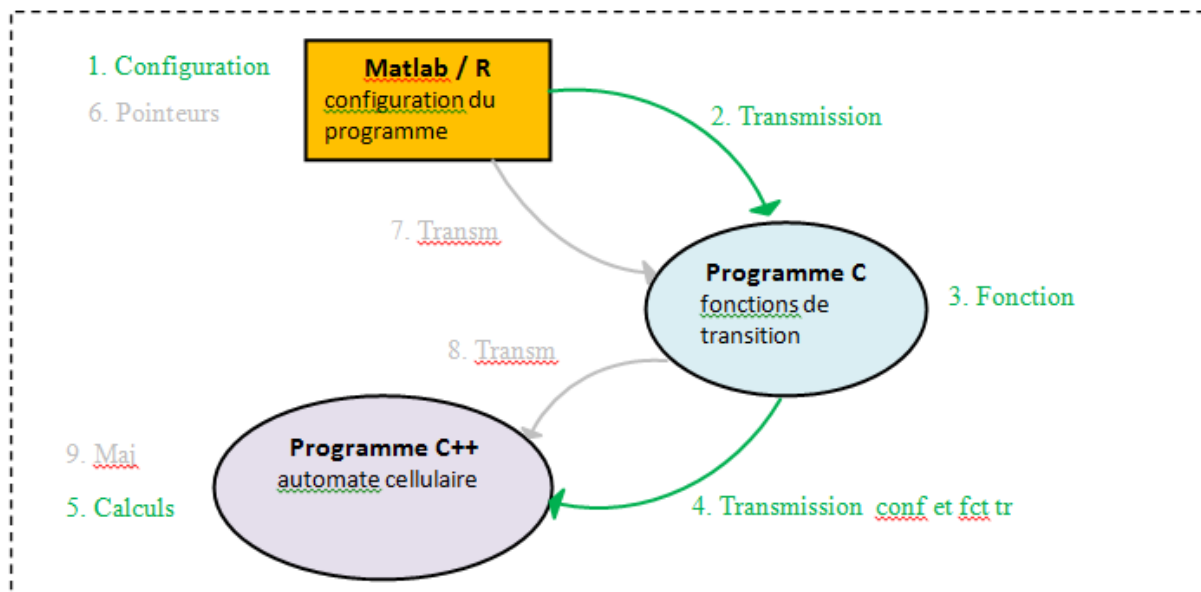 1. Configuration
6. Pointeurs
Matlab / R
configuration du
programme
2. Transmission
7. Transm
Programme C
fonctions de
transition
3. Fonction
8. Transm
Programme C++
automate cellulaire
9. Maj
5. Calculs
4. Transmission conf et fct tr